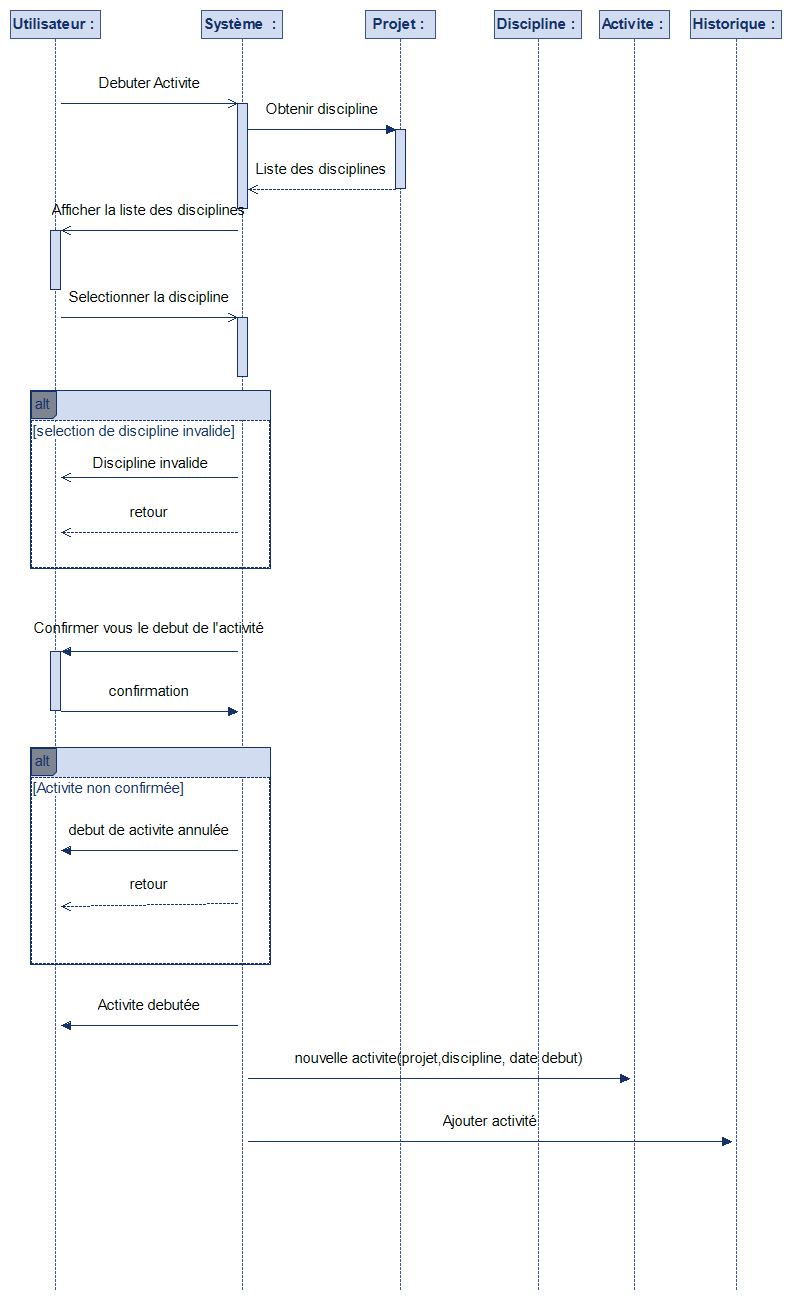 Utilisateur :
Système :
Projet :
Discipline :
Activite :
Historique :
Debuter Activite
Obtenir discipline
Liste des disciplines
Afficher la liste des disciplines
Selectionner la discipline
alt
[selection de discipline invalide]
Discipline invalide
retour
Confirmer vous le debut de l'activité
confirmation
alt
[Activite non confirmée]
debut de activite annulée
retour
Activite debutée
nouvelle activite(projet,discipline, date debut)
Ajouter activité